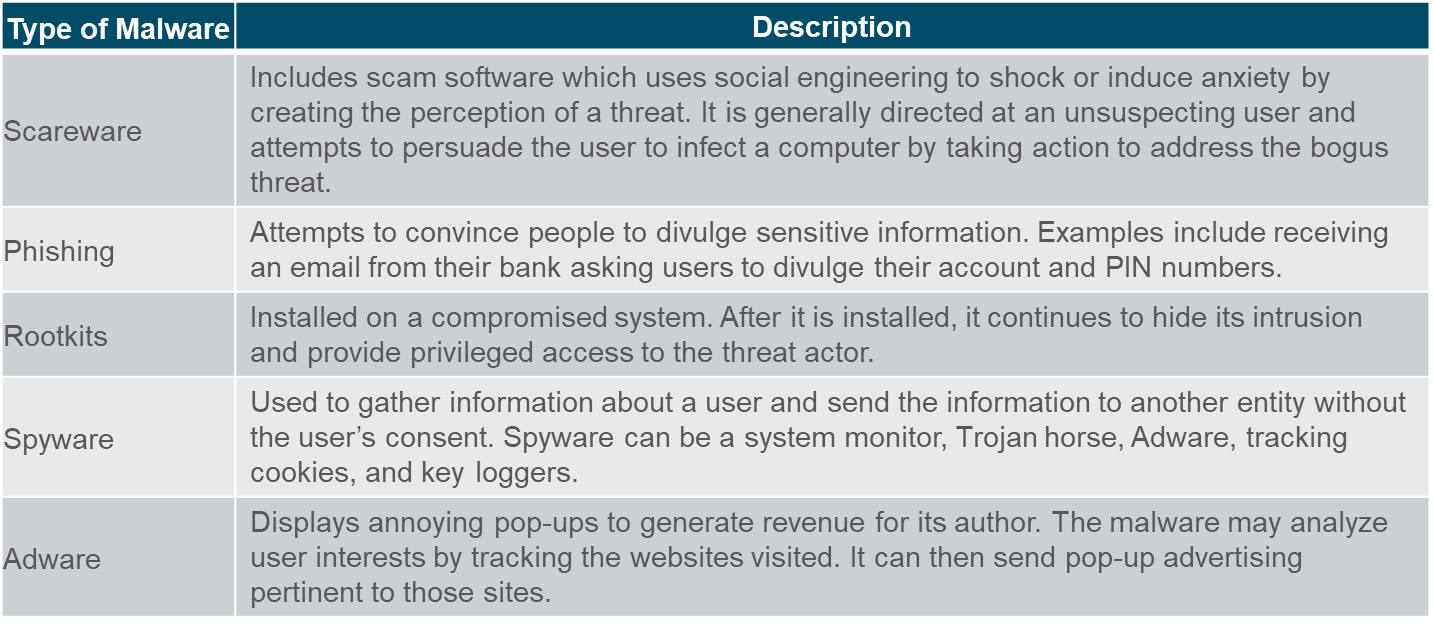 Type of Malware
Description
Scareware
Includes scam software which uses social engineering to shock or induce anxiety by
creating the perception of a threat. It is generally directed at an unsuspecting user and
attempts to persuade the user to infect a computer by taking action to address the bogus
threat.
Phishing
Attempts to convince people to divulge sensitive information. Examples include receiving
an email from their bank asking users to divulge their account and PIN numbers.
Rootkits
Installed on a compromised system. After it is installed, it continues to hide its intrusion
and provide privileged access to the threat actor.
Spyware
Used to gather information about a user and send the information to another entity without
the user’s consent. Spyware can be a system monitor, Trojan horse, Adware, tracking
cookies, and key loggers.
Adware
Displays annoying pop-ups to generate revenue for its author. The malware may analyze
user interests by tracking the websites visited. It can then send pop-up advertising
pertinent to those sites.